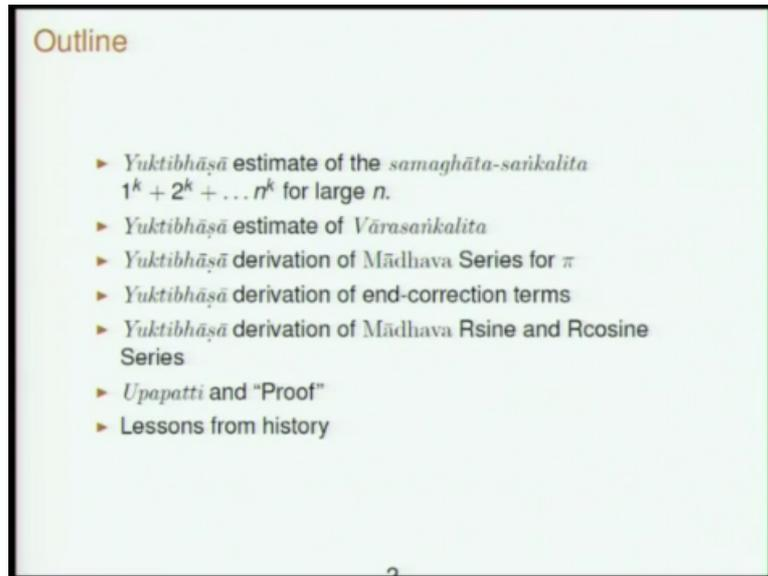 Outline
► Yuktibhāṣā estimate of the samaghāta-saṅkalita
1^k + 2^k + ... n^k for large n.
► Yuktibhāṣā estimate of Vārasaṅkalita
► Yuktibhāṣā derivation of Mādhava Series for π
► Yuktibhāṣā derivation of end-correction terms
► Yuktibhāṣā derivation of Mādhava Rsine and Rcosine
Series
► Upapatti and “Proof”
► Lessons from history